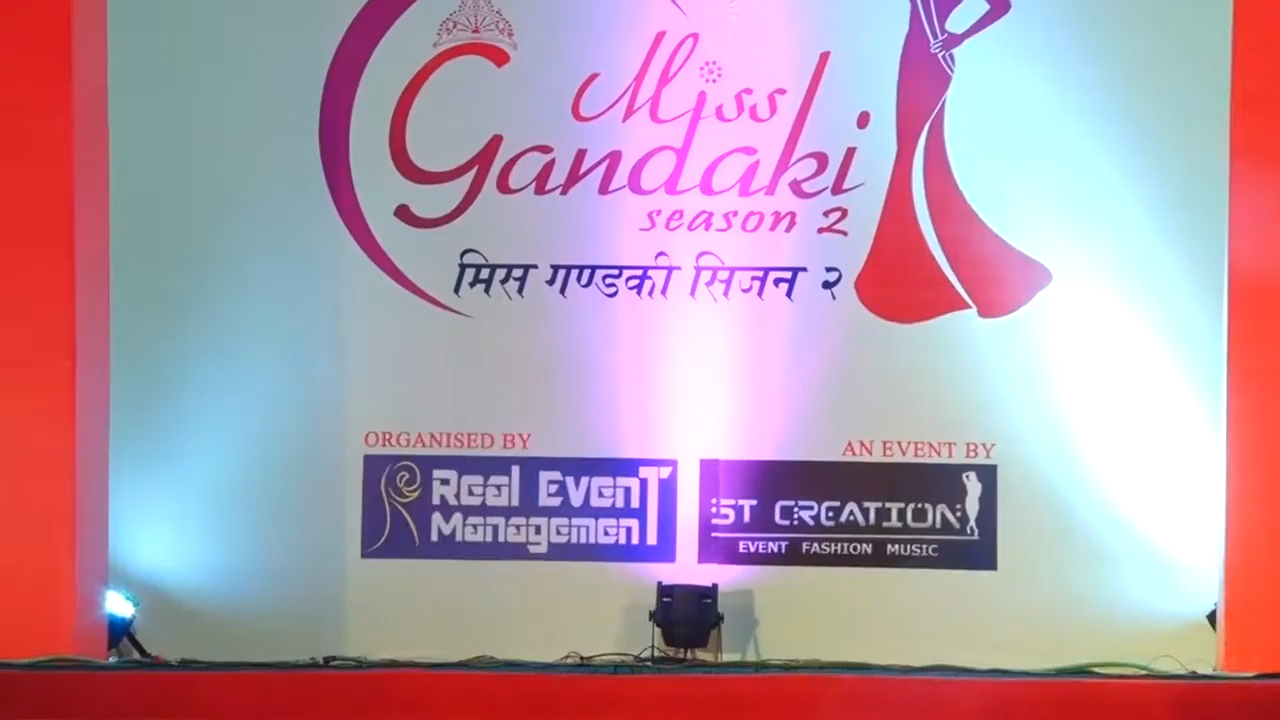 Miss
Gandaki
season 2
मिस गण्डकी सिजन २
ORGANISED BY
Real Event
Management
AN EVENT BY
ST CREATION
EVENT FASHION MUSIC